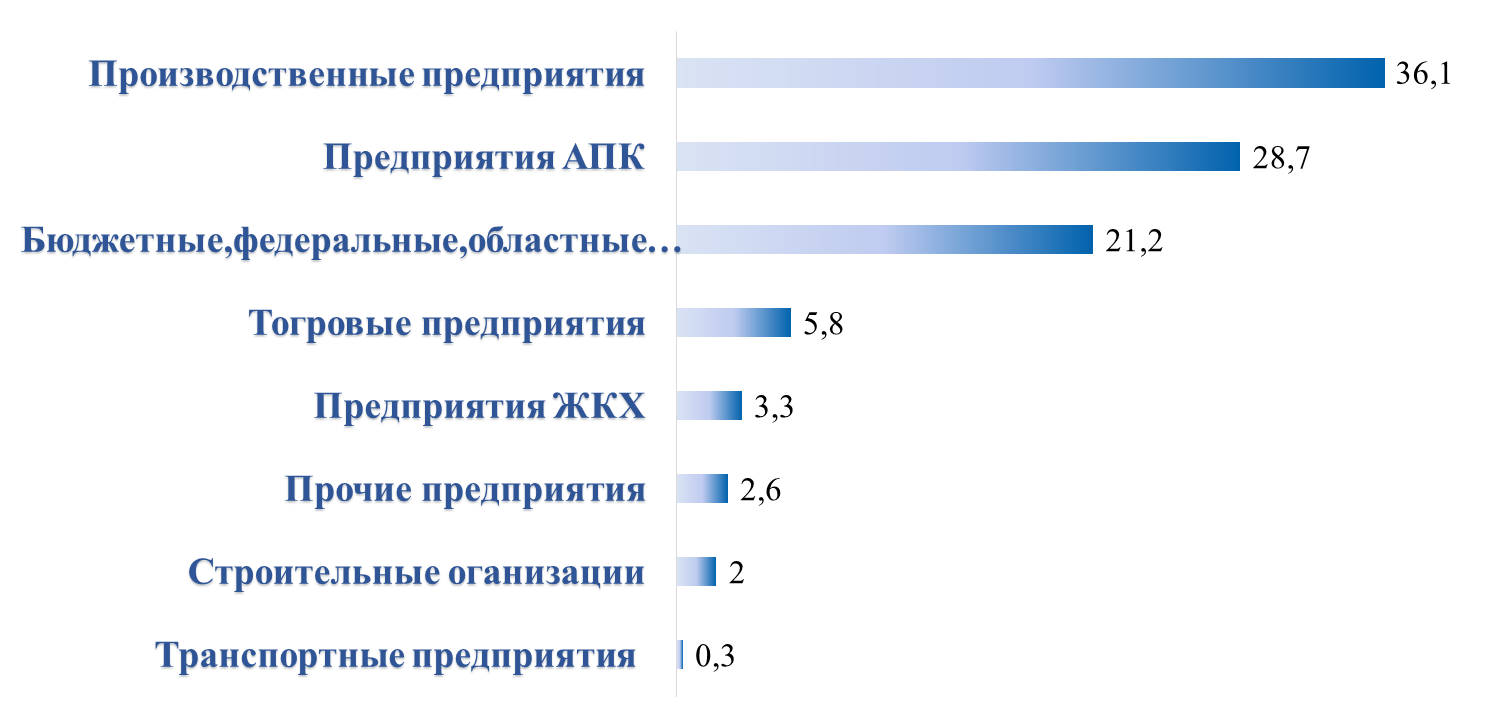 Производственные предприятия 36,1
Предприятия АПК 28,7
Бюджетные,федеральные,областные… 21,2
Тогровые предприятия 5,8
Предприятия ЖКХ 3,3
Прочие предприятия 2,6
Строительные оганизации 2
Транспортные предприятия 0,3